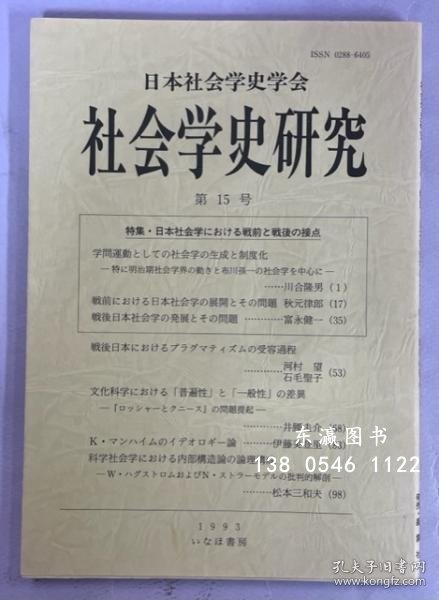 ISSN 0288-6405
日本社会学史学会
社会学史研究
第15号
特集・日本社会学における戦前と戦後の接点
学問運動としての社会学の生成と制度化
―特に明治期社会学界の動きと布川孫一の社会学を中心に―
……川合隆男(1)
戦前における日本社会学の展開とその問題 秋元律郎(17)
戦後日本社会学の発展とその問題…………富永健一(35)
戦後日本におけるプラグマティズムの受容過程
…………河村 望
石毛聖子(53)
文化科学における「普遍性」と「一般性」の差異
―『ロッシャーとクニース』の問題提起―
K・マンハイムのイデオロギー論
科学社会学における内部構造論の論理
―W・ハグストロムおよびN・ストラーモデルの批判的解剖―
…………松本三和夫(98)
东瀛图书
138 0546 1122
1993
いなほ書房
孔夫子旧书网